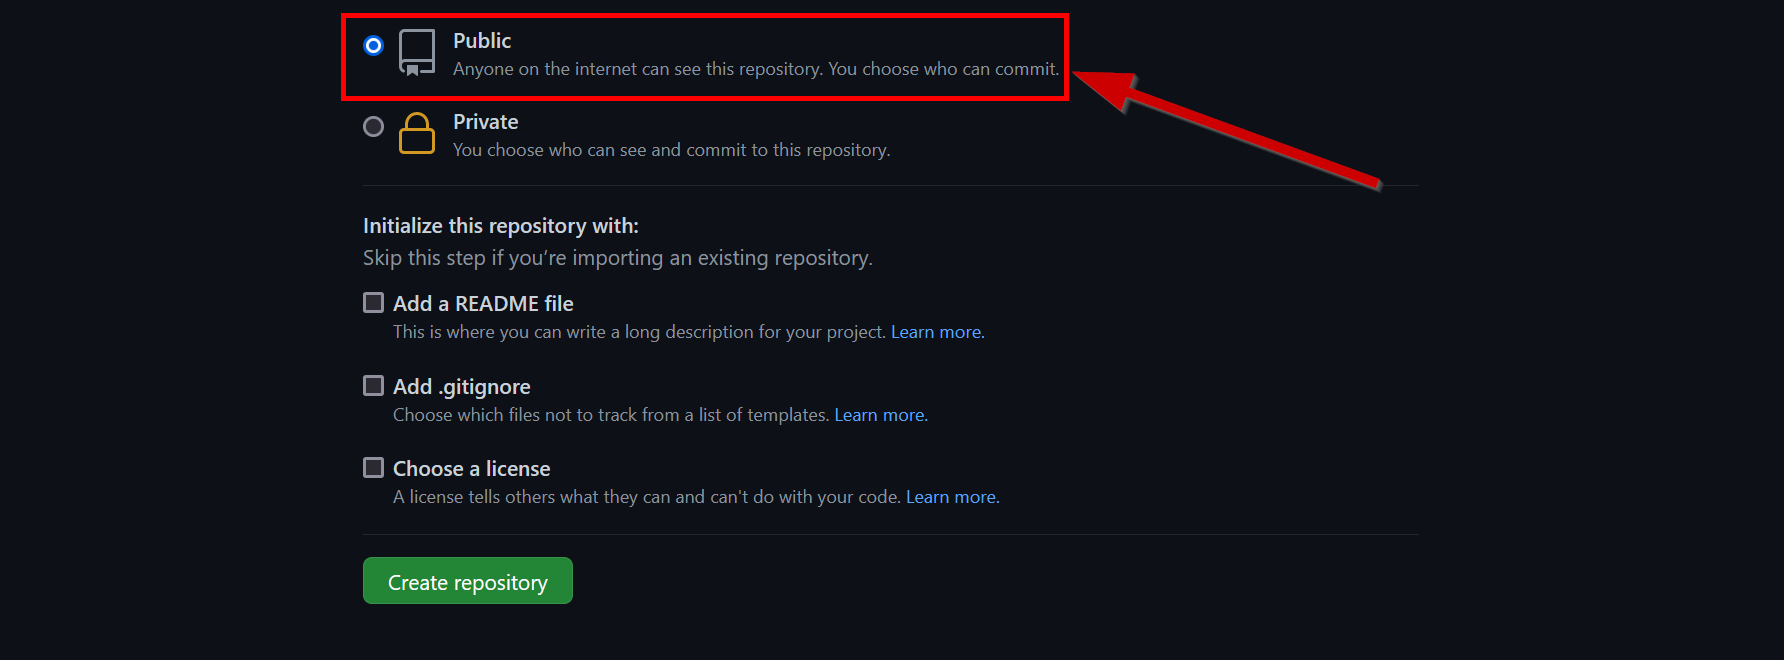 Public
Anyone on the internet can see this repository. You choose who can commit.
Private
You choose who can see and commit to this repository.
Initialize this repository with:
Skip this step if you’re importing an existing repository.
Add a README file
This is where you can write a long description for your project. Learn more.
Add .gitignore
Choose which files not to track from a list of templates. Learn more.
Choose a license
A license tells others what they can and can't do with your code. Learn more.
Create repository